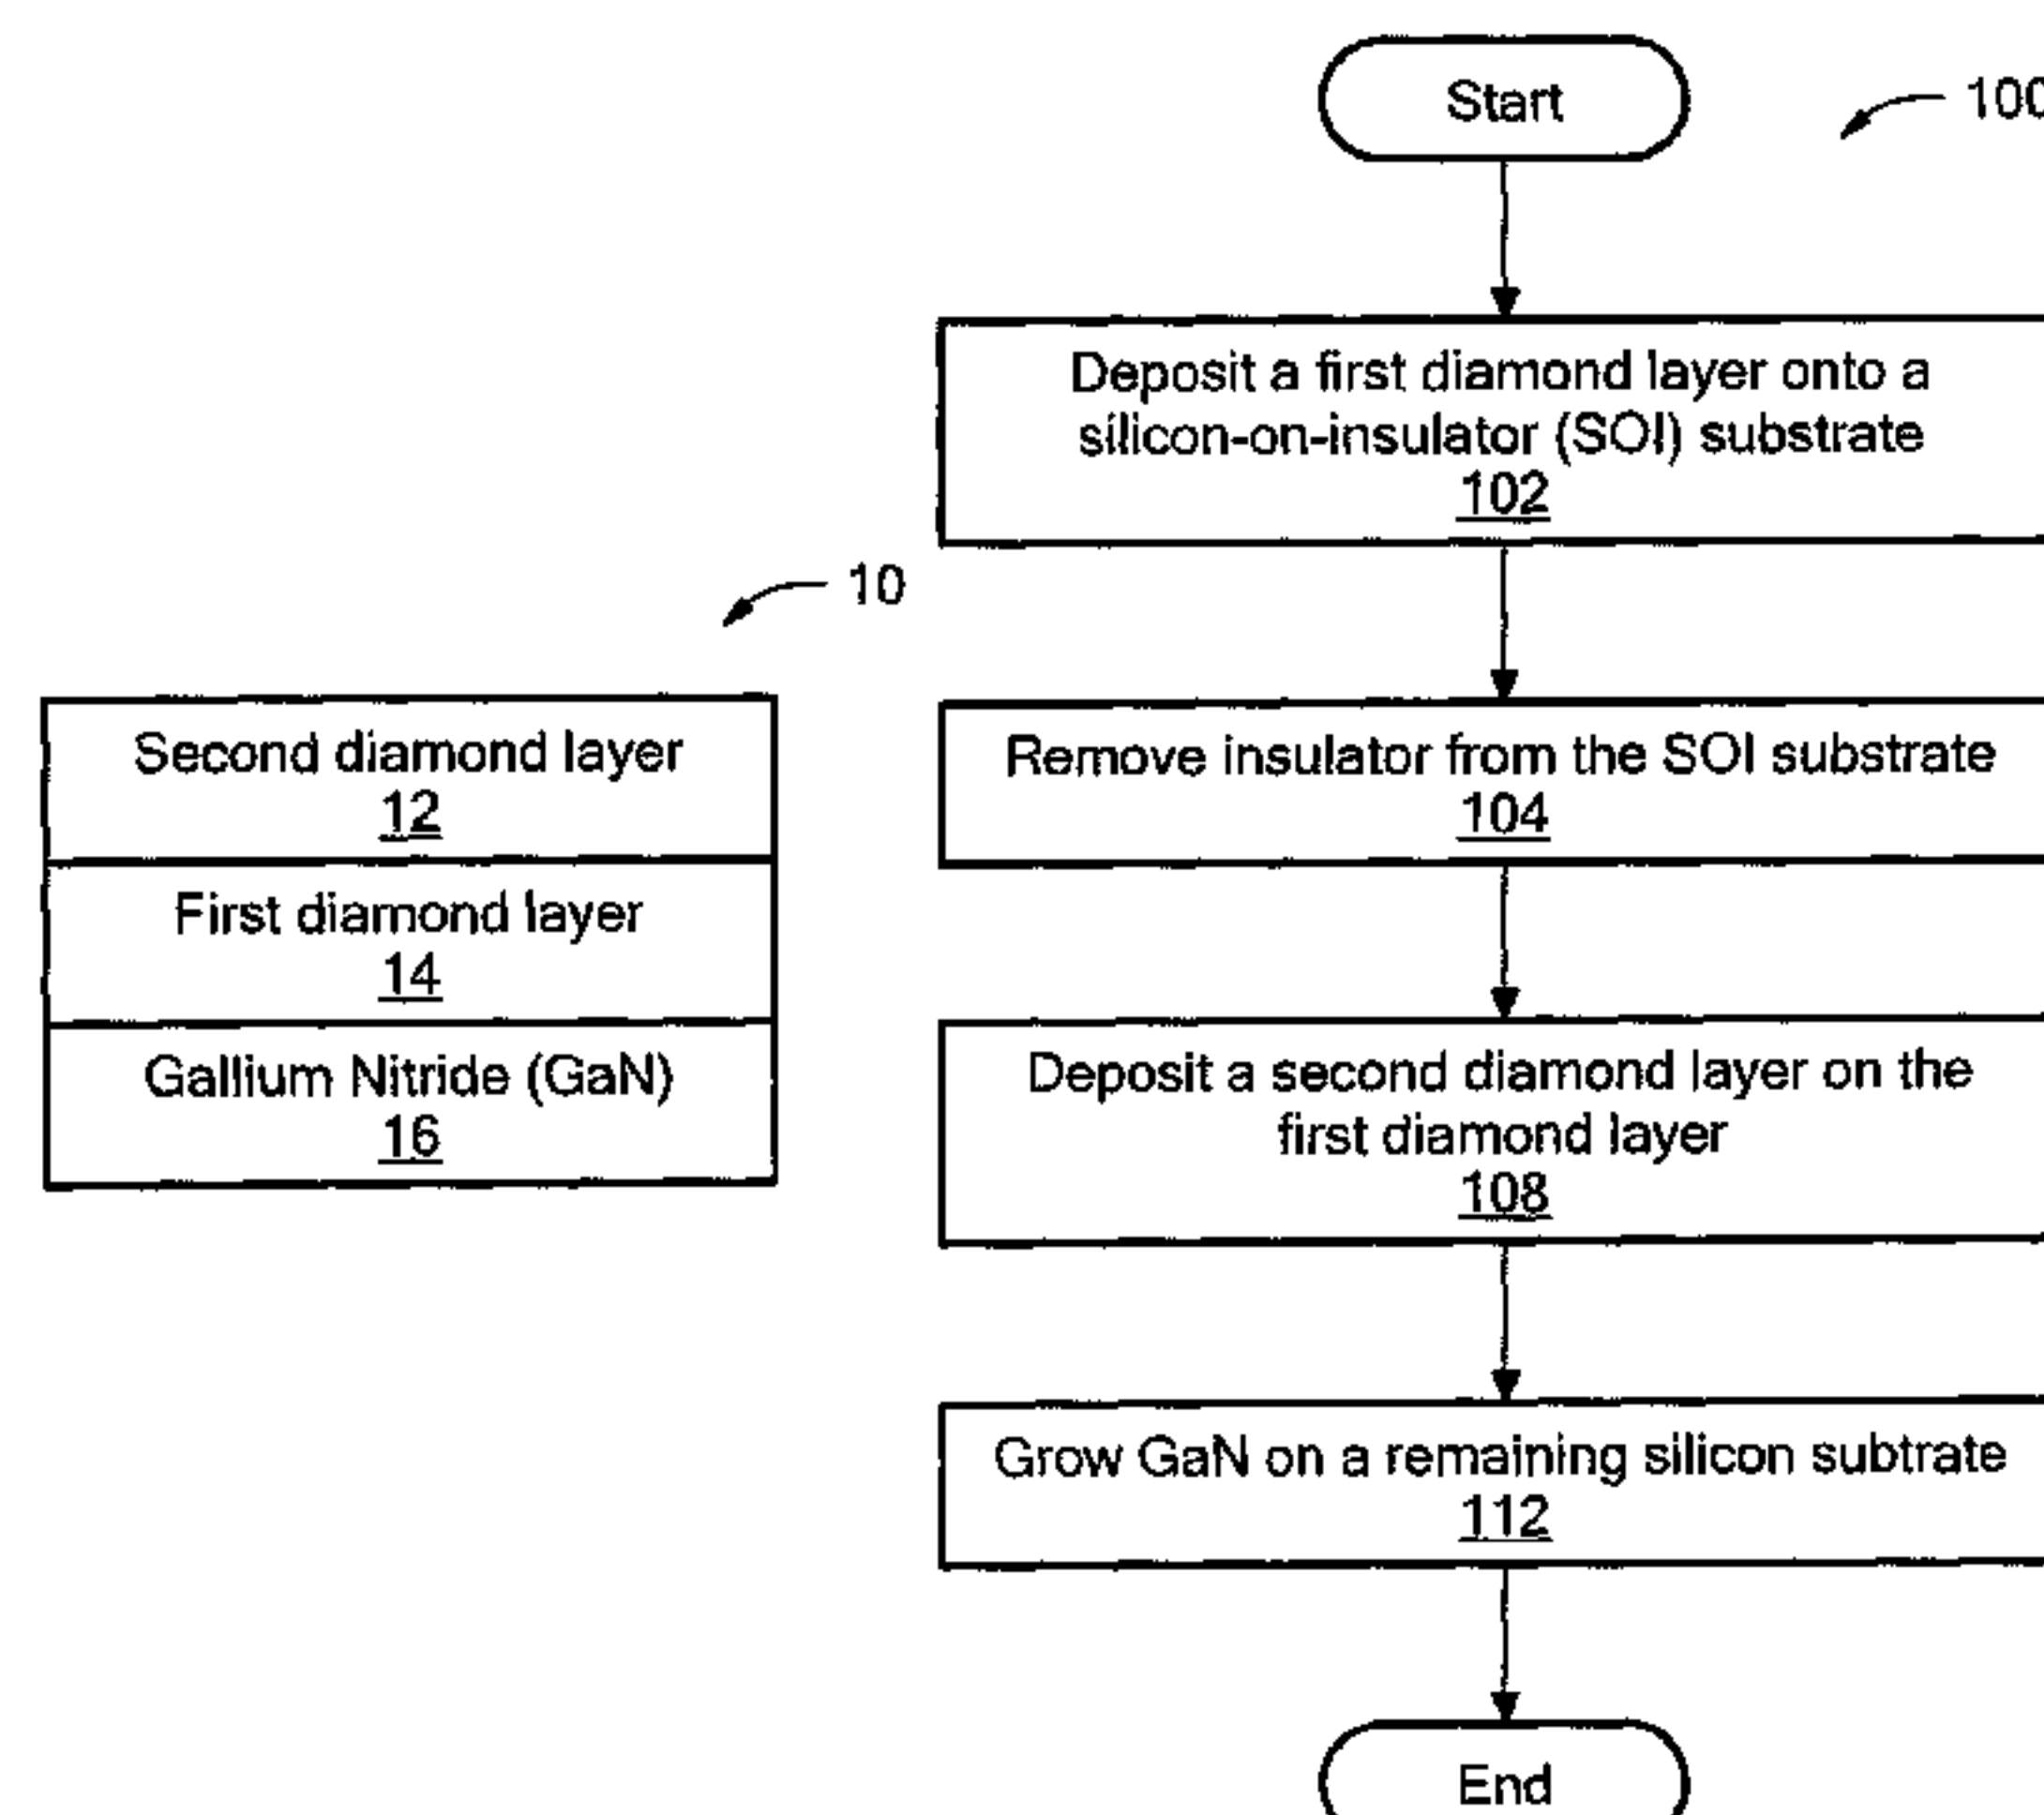 10
Second diamond layer
12
First diamond layer
14
Gallium Nitride (GaN)
16
100
Start
Deposit a first diamond layer onto a
silicon-on-insulator (SOI) substrate
102
Remove insulator from the SOI substrate
104
Deposit a second diamond layer on the
first diamond layer
108
Grow GaN on a remaining silicon subtrate
112
End